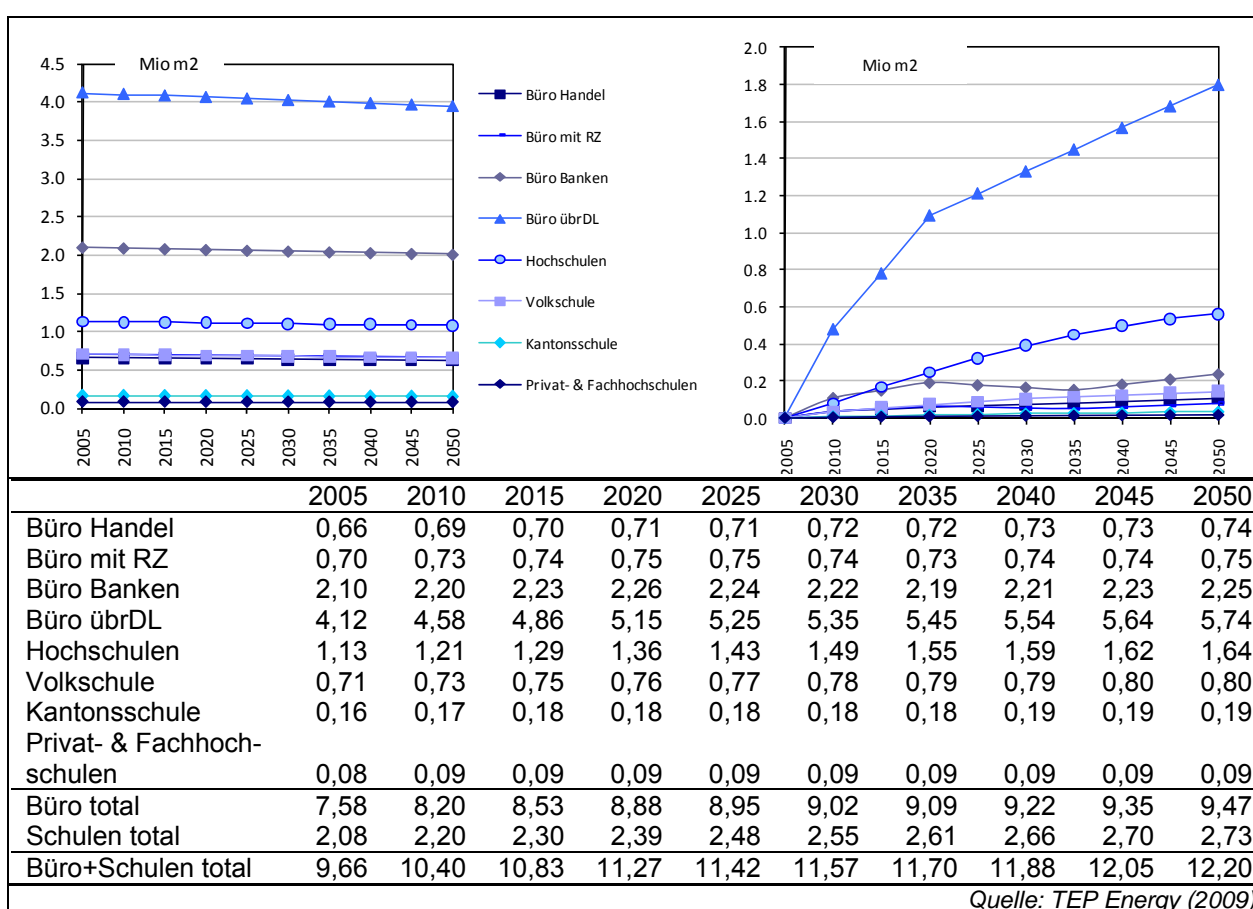 Mio m2
4.5
4.0
3.5
3.0
2.5
2.0
1.5
1.0
0.5
0.0
2005 2010 2015 2020 2025 2030 2035 2040 2045 2050
Büro Handel
Büro mit RZ
Büro Banken
Büro übrDL
Hochschulen
Volkschule
Kantonsschule
Privat- & Fachhochschulen
Mio m2
2.0
1.8
1.6
1.4
1.2
1.0
0.8
0.6
0.4
0.2
0.0
2005 2010 2015 2020 2025 2030 2035 2040 2045 2050
2005 2010 2015 2020 2025 2030 2035 2040 2045 2050
Büro Handel 0,66 0,69 0,70 0,71 0,71 0,72 0,72 0,73 0,73 0,74
Büro mit RZ 0,70 0,73 0,74 0,75 0,75 0,74 0,73 0,74 0,74 0,75
Büro Banken 2,10 2,20 2,23 2,26 2,24 2,22 2,19 2,21 2,23 2,25
Büro übrDL 4,12 4,58 4,86 5,15 5,25 5,35 5,45 5,54 5,64 5,74
Hochschulen 1,13 1,21 1,29 1,36 1,43 1,49 1,55 1,59 1,62 1,64
Volkschule 0,71 0,73 0,75 0,76 0,77 0,78 0,79 0,79 0,80 0,80
Kantonsschule 0,16 0,17 0,18 0,18 0,18 0,18 0,18 0,19 0,19 0,19
Privat- & Fachhoch-
schulen 0,08 0,09 0,09 0,09 0,09 0,09 0,09 0,09 0,09 0,09
Büro total 7,58 8,20 8,53 8,88 8,95 9,02 9,09 9,22 9,35 9,47
Schulen total 2,08 2,20 2,30 2,39 2,48 2,55 2,61 2,66 2,70 2,73
Büro+Schulen total 9,66 10,40 10,83 11,27 11,42 11,57 11,70 11,88 12,05 12,20
Quelle: TEP Energy (2009)